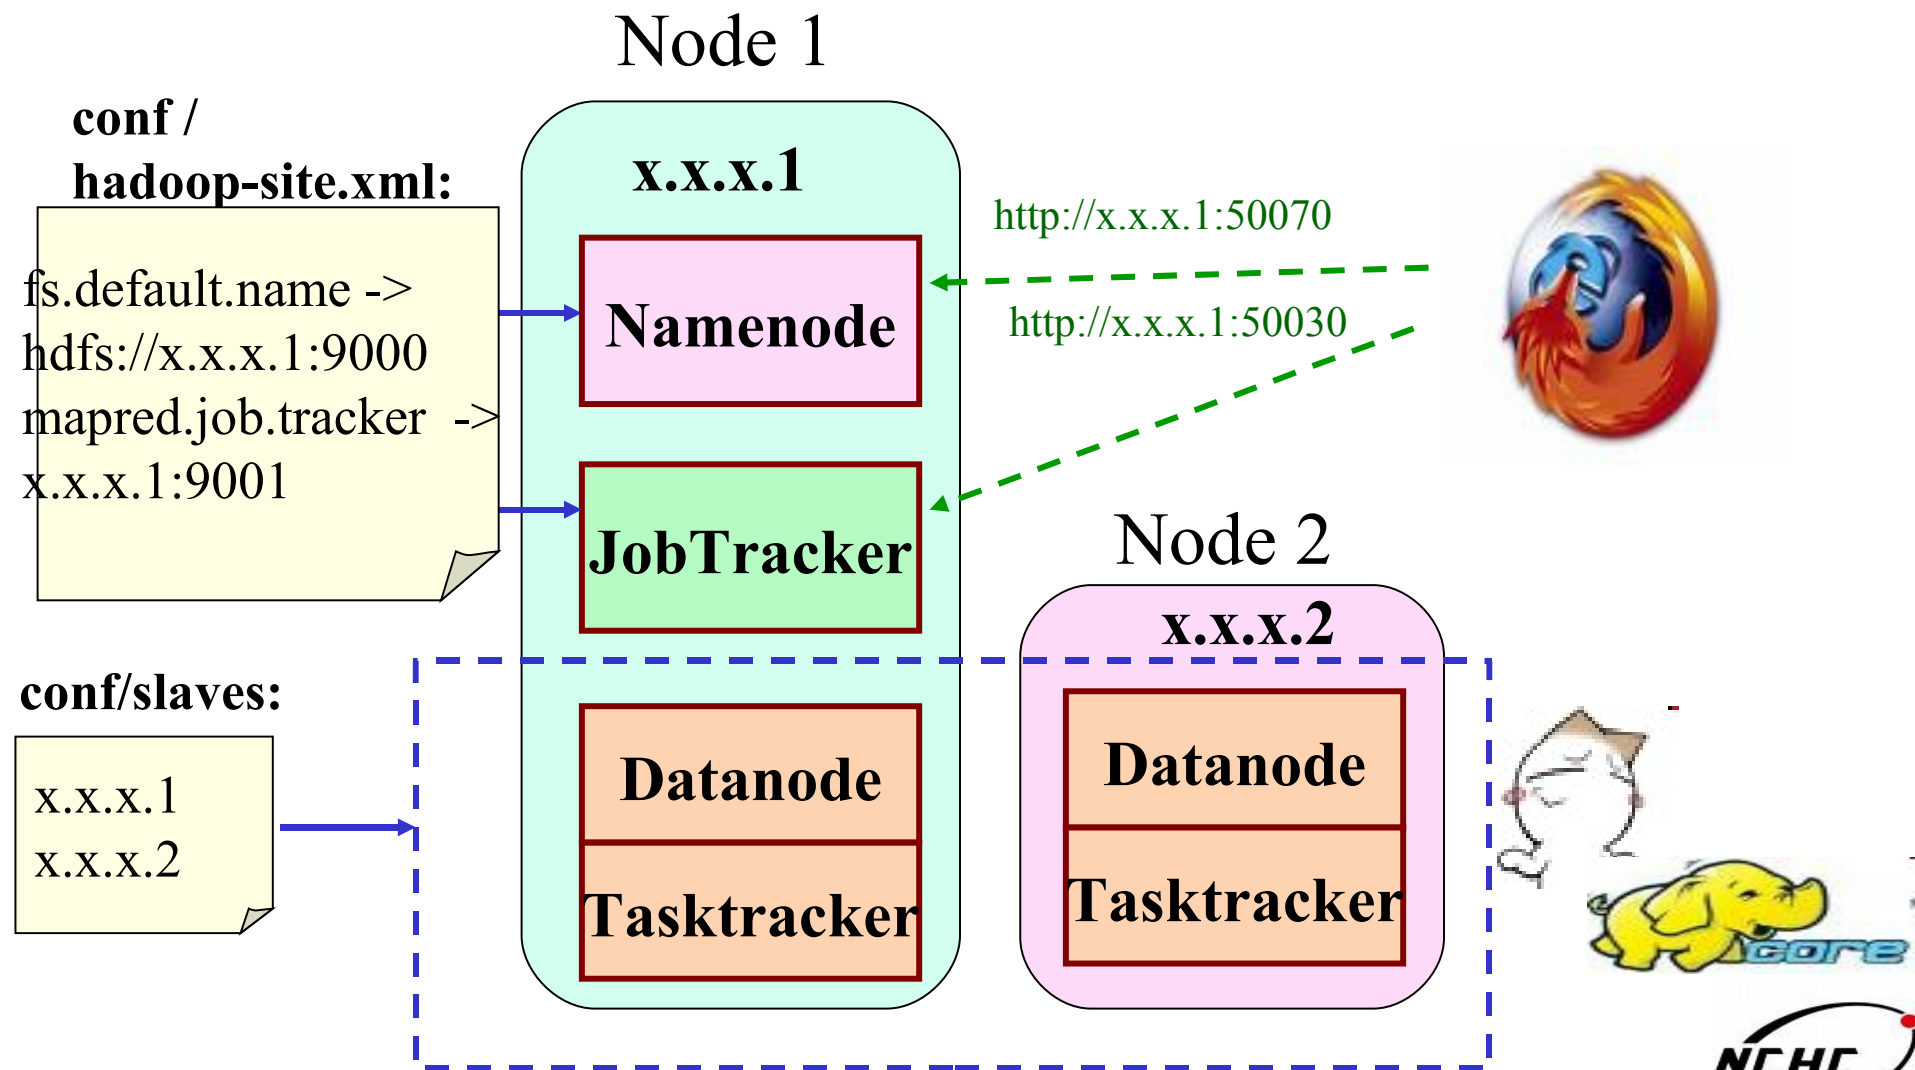 Node 1
conf /
hadoop-site.xml:
x.x.x.1
fs.default.name ->
hdfs://x.x.x.1:9000
mapred.job.tracker ->
x.x.x.1:9001
Namenode
JobTracker
http://x.x.x.1:50070
http://x.x.x.1:50030
Node 2
x.x.x.2
conf/slaves:
x.x.x.1
x.x.x.2
Datanode
Tasktracker
Datanode
Tasktracker
core
NCHC